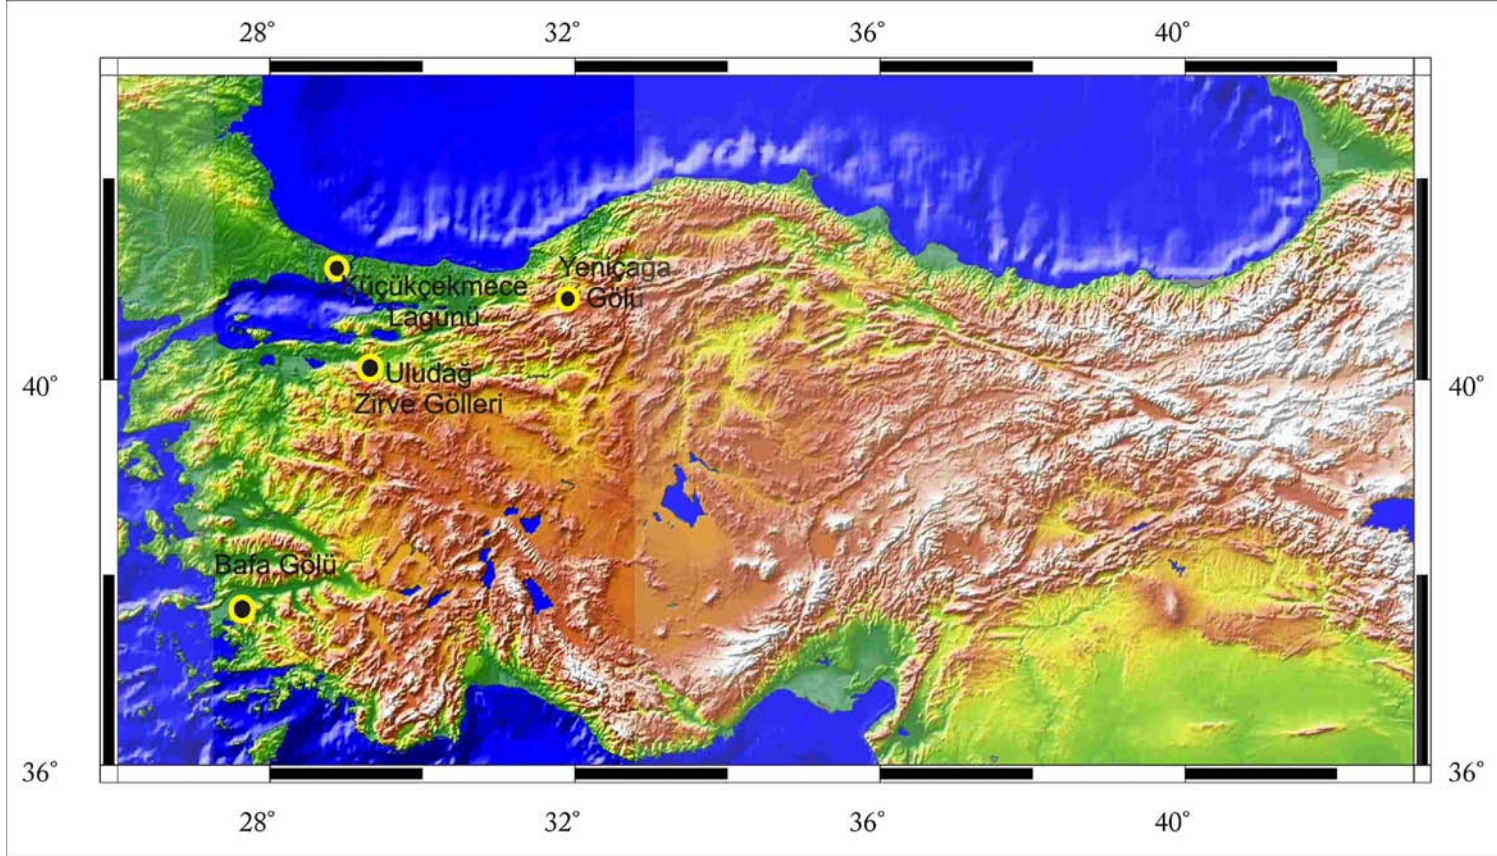 28° 32° 36° 40°
Yeniçağa
Gölü
Küçükçekmece
Lagünü
Uludağ
Zirve Gölleri
40° 40°
Bafa Gölü
36° 36°
28° 32° 36° 40°